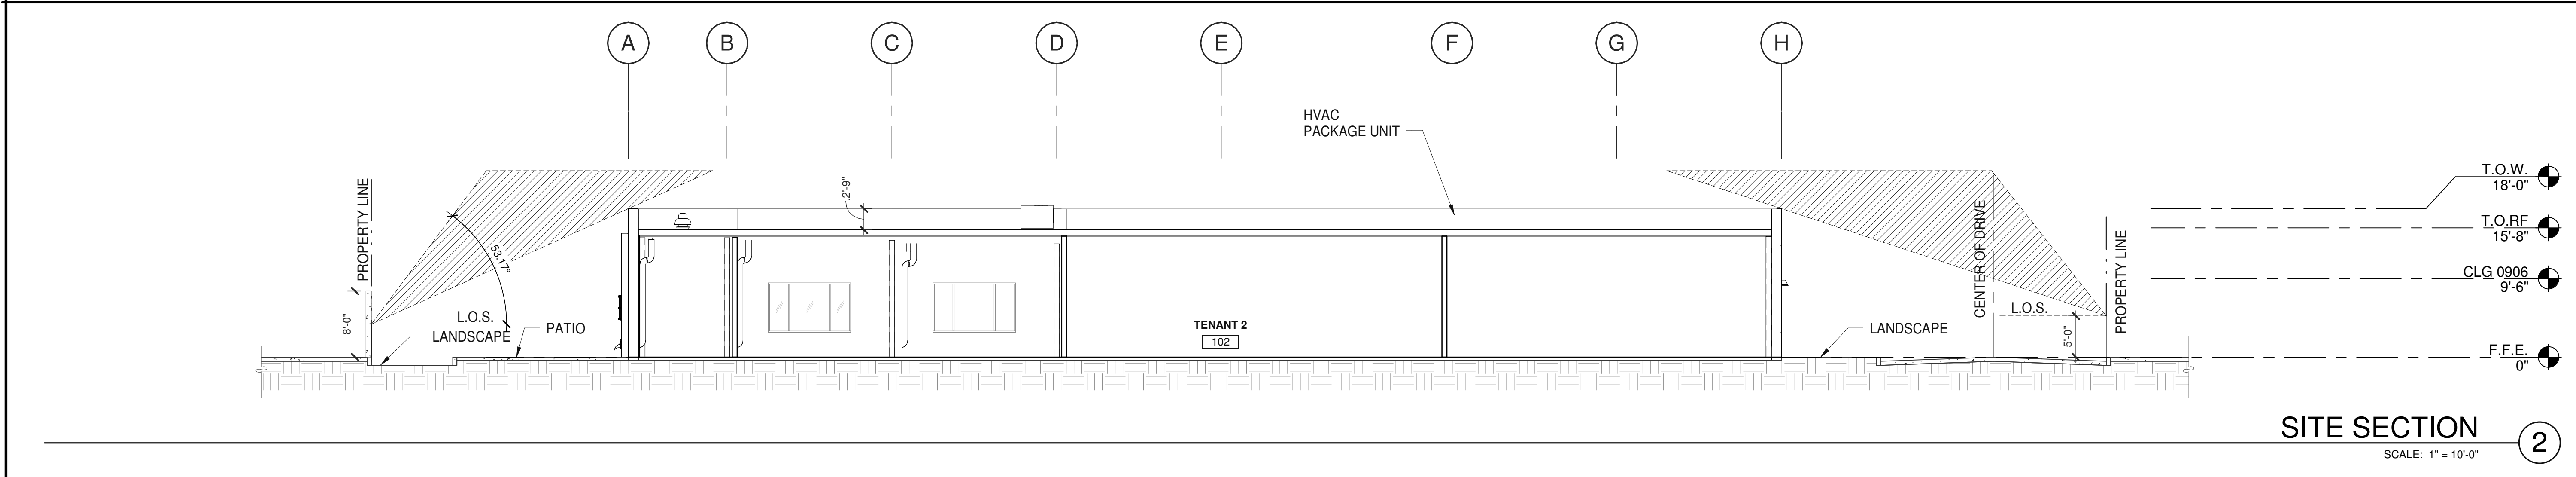 A
B
C
D
E
F
G
H
HVAC
PACKAGE UNIT
PROPERTY LINE
53.17°
2'-9"
8'-0"
L.O.S.
LANDSCAPE
PATIO
TENANT 2
102
CENTER OF DRIVE
L.O.S.
LANDSCAPE
5'-0"
PROPERTY LINE
T.O.W.
18'-0"
T.O.RF
15'-8"
CLG 0906
9'-6"
F.F.E.
0"
SITE SECTION
2
SCALE: 1" = 10'-0"